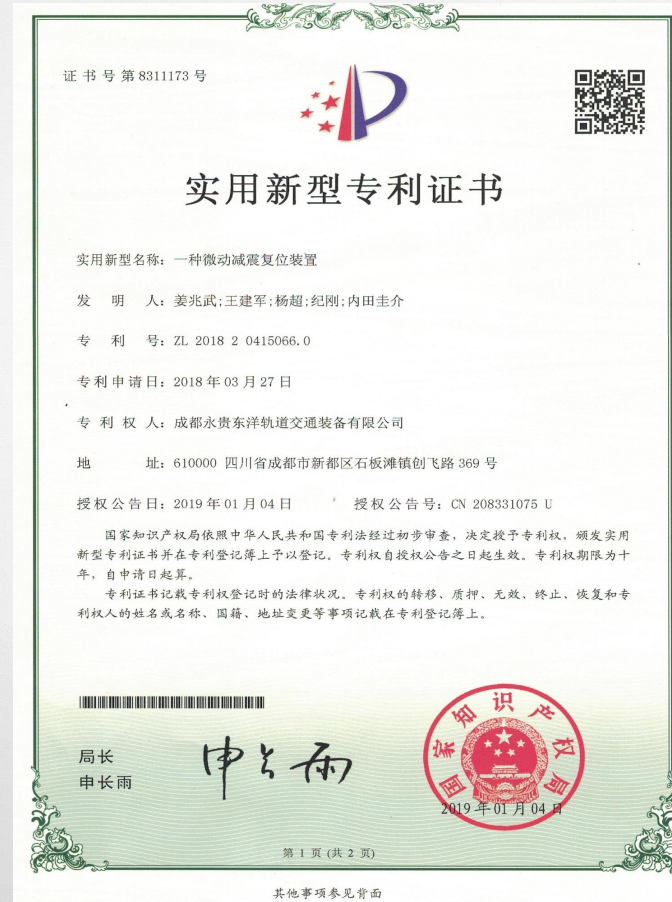 证书号第8311173号
实用新型专利证书
实用新型名称：一种微动减震复位装置
发明人：姜兆武;王建军;杨超;纪刚;内田圭介
专利号：ZL 2018 2 0415066.0
专利申请日：2018年03月27日
专利权人：成都永贵东洋轨道交通装备有限公司
地址：610000 四川省成都市新都区石板滩镇创飞路369号
授权公告日：2019年01月04日 授权公告号：CN 208331075 U
国家知识产权局依照中华人民共和国专利法经过初步审查，决定授予专利权，颁发实用
新型专利证书并在专利登记簿上予以登记。专利权自授权公告之日起生效。专利权期限为十
年，自申请日起算。
专利证书记载专利权登记时的法律状况。专利权的转移、质押、无效、终止、恢复和专
利权人的姓名或名称、国籍、地址变更等事项记载在专利登记簿上。
局长
申长雨
申长雨
国家知识产权局
2019年01月04日
第 1 页 (共 2 页)
其他事项参见背面